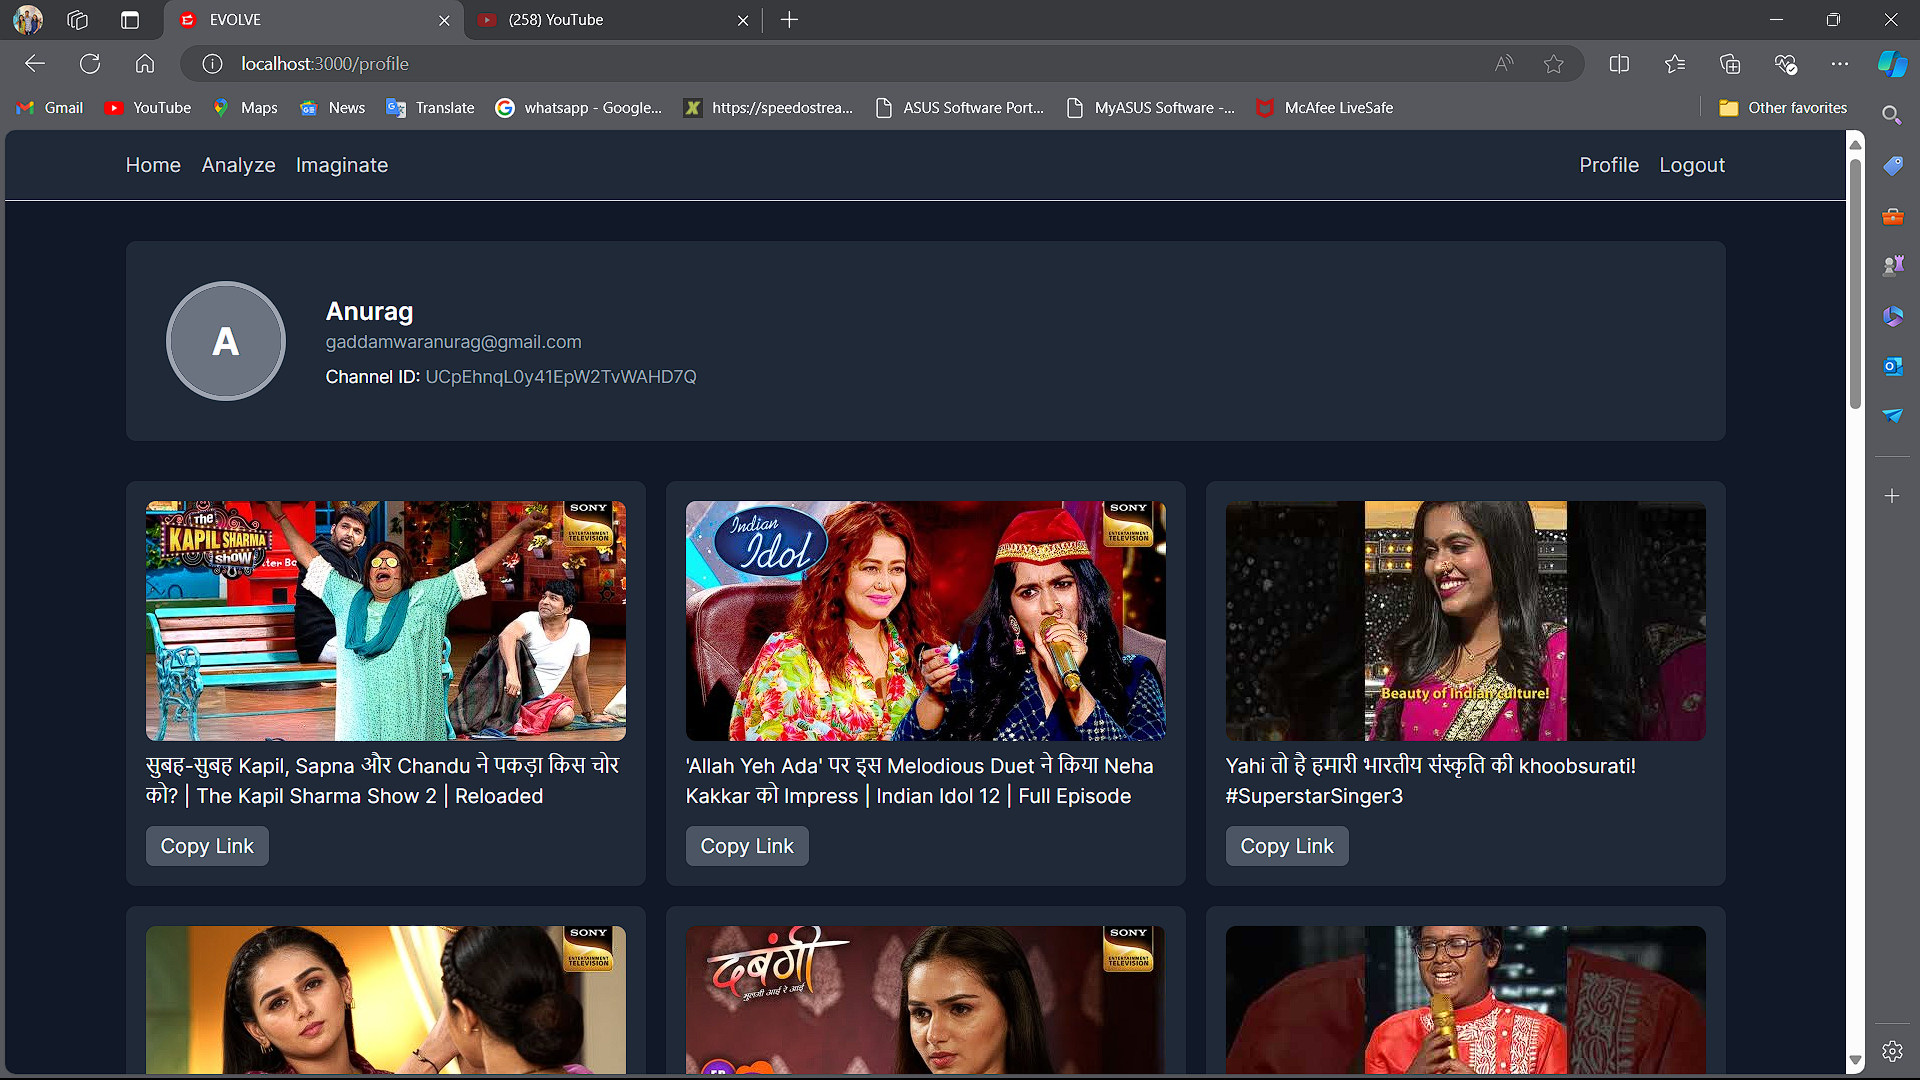 EVOLVE
(258) YouTube
localhost:3000/profile
Gmail
YouTube
Maps
News
Translate
whatsapp - Google...
https://speedostrea...
ASUS Software Port...
MyASUS Software -...
McAfee LiveSafe
Other favorites
Home
Analyze
Imaginate
Profile
Logout
A
Anurag
gaddamwaranurag@gmail.com
Channel ID: UCpEhnqL0y41EpW2TvWAHD7Q
The
KAPIL SHARMA
SHOW
SONY
ENTERTAINMENT
TELEVISION
Indian
Idol
SONY
ENTERTAINMENT
TELEVISION
Beauty of Indian culture!
सुबह-सुबह Kapil, Sapna और Chandu ने पकड़ा किस चोर
को? | The Kapil Sharma Show 2 | Reloaded
Copy Link
'Allah Yeh Ada' पर इस Melodious Duet ने किया Neha
Kakkar को Impress | Indian Idol 12 | Full Episode
Copy Link
Yahi तो है हमारी भारतीय संस्कृति की khoobsurati!
#SuperstarSinger3
Copy Link
SONY
ENTERTAINMENT
TELEVISION
दबंगी
मुलगी आई रे आई
SONY
ENTERTAINMENT
TELEVISION